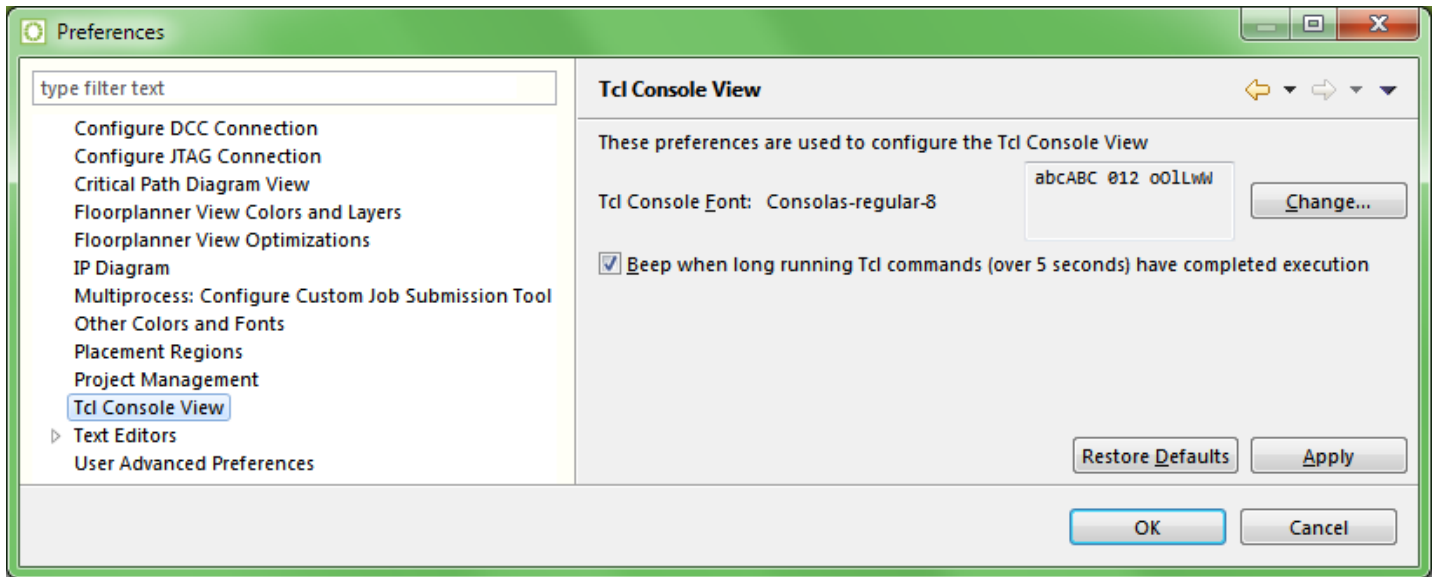 Preferences
type filter text
Configure DCC Connection
Configure JTAG Connection
Critical Path Diagram View
Floorplanner View Colors and Layers
Floorplanner View Optimizations
IP Diagram
Multiprocess: Configure Custom Job Submission Tool
Other Colors and Fonts
Placement Regions
Project Management
Tcl Console View
Text Editors
User Advanced Preferences
Tcl Console View
These preferences are used to configure the Tcl Console View
Tcl Console Font: Consolas-regular-8
abcABC 012 oOlLwW
Change...
Beep when long running Tcl commands (over 5 seconds) have completed execution
Restore Defaults
Apply
OK
Cancel